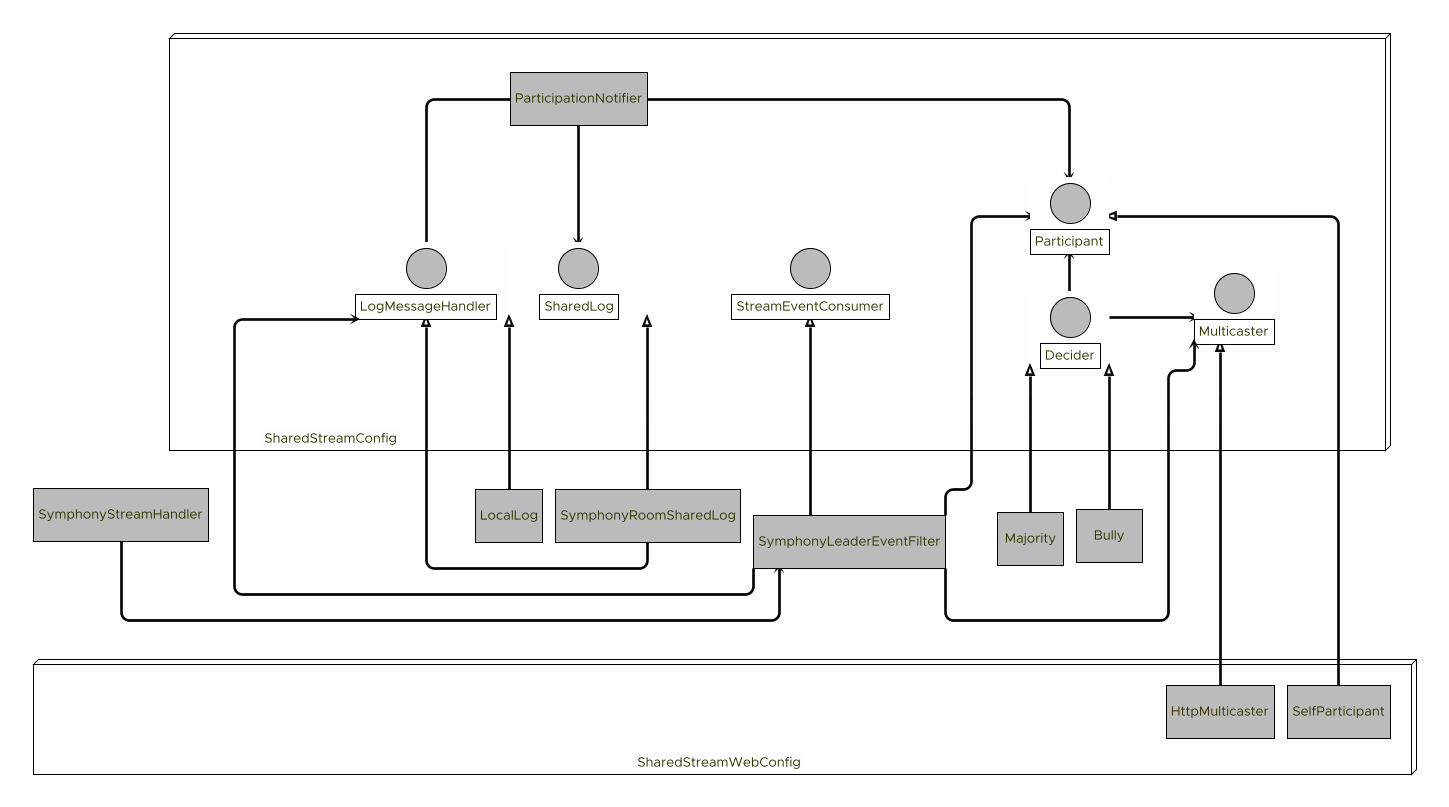 ParticipationNotifier
Participant
LogMessageHandler
SharedLog
StreamEventConsumer
Multicaster
Decider
SharedStreamConfig
SymphonyStreamHandler
LocalLog
SymphonyRoomSharedLog
SymphonyLeaderEventFilter
Majority
Bully
HttpMulticaster
SelfParticipant
SharedStreamWebConfig